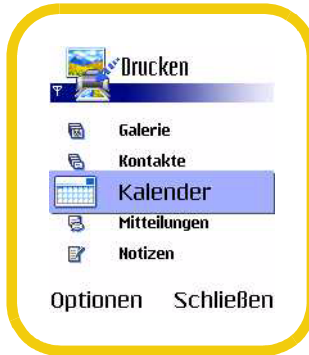 Drucken
Galerie
Kontakte
Kalender
Mitteilungen
Notizen
Optionen Schließen